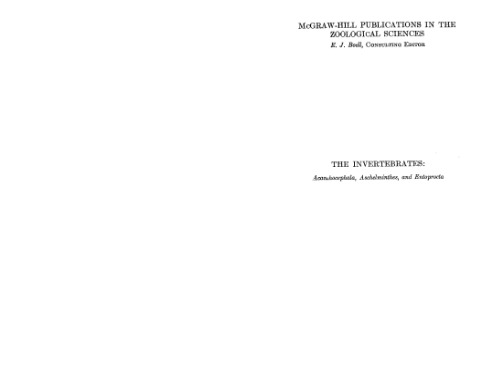 McGRAW-HILL PUBLICATIONS IN THE
ZOOLOGICAL SCIENCES
E. J. Boell, Consulting Editor
THE INVERTEBRATES:
Acanthocephala, Aschelminthes, and Entoprocta